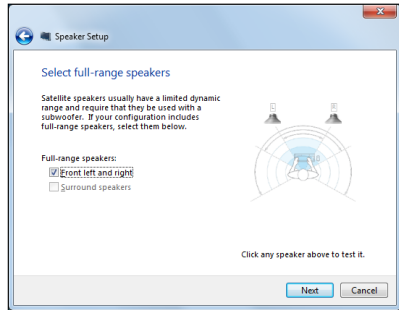 Speaker Setup
Select full-range speakers
Satellite speakers usually have a limited dynamic
range and require that they be used with a
subwoofer. If your configuration includes
full-range speakers, select them below.
L
R
Full-range speakers:
Front left and right
Surround speakers
Click any speaker above to test it.
Next
Cancel